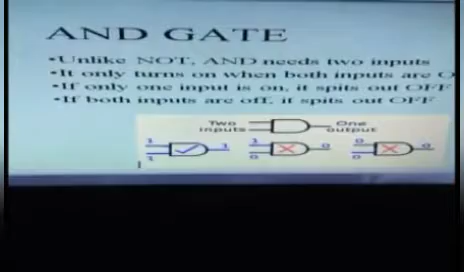 AND GATE
•Unlike NOT, AND needs two inputs
•It only turns on when both inputs are O
•If only one input is on, it spits out OFF
•If both inputs are off, it spits out OFF
Two inputs
One output
1 1 1
1 0 0
0 0 0